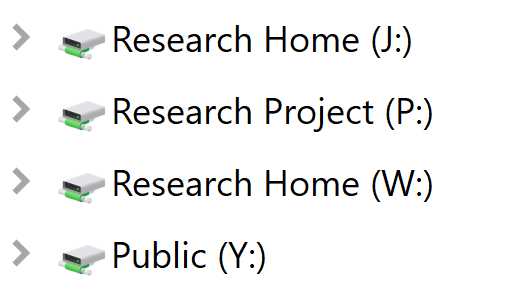 Research Home (J:)
Research Project (P:)
Research Home (W:)
Public (Y:)